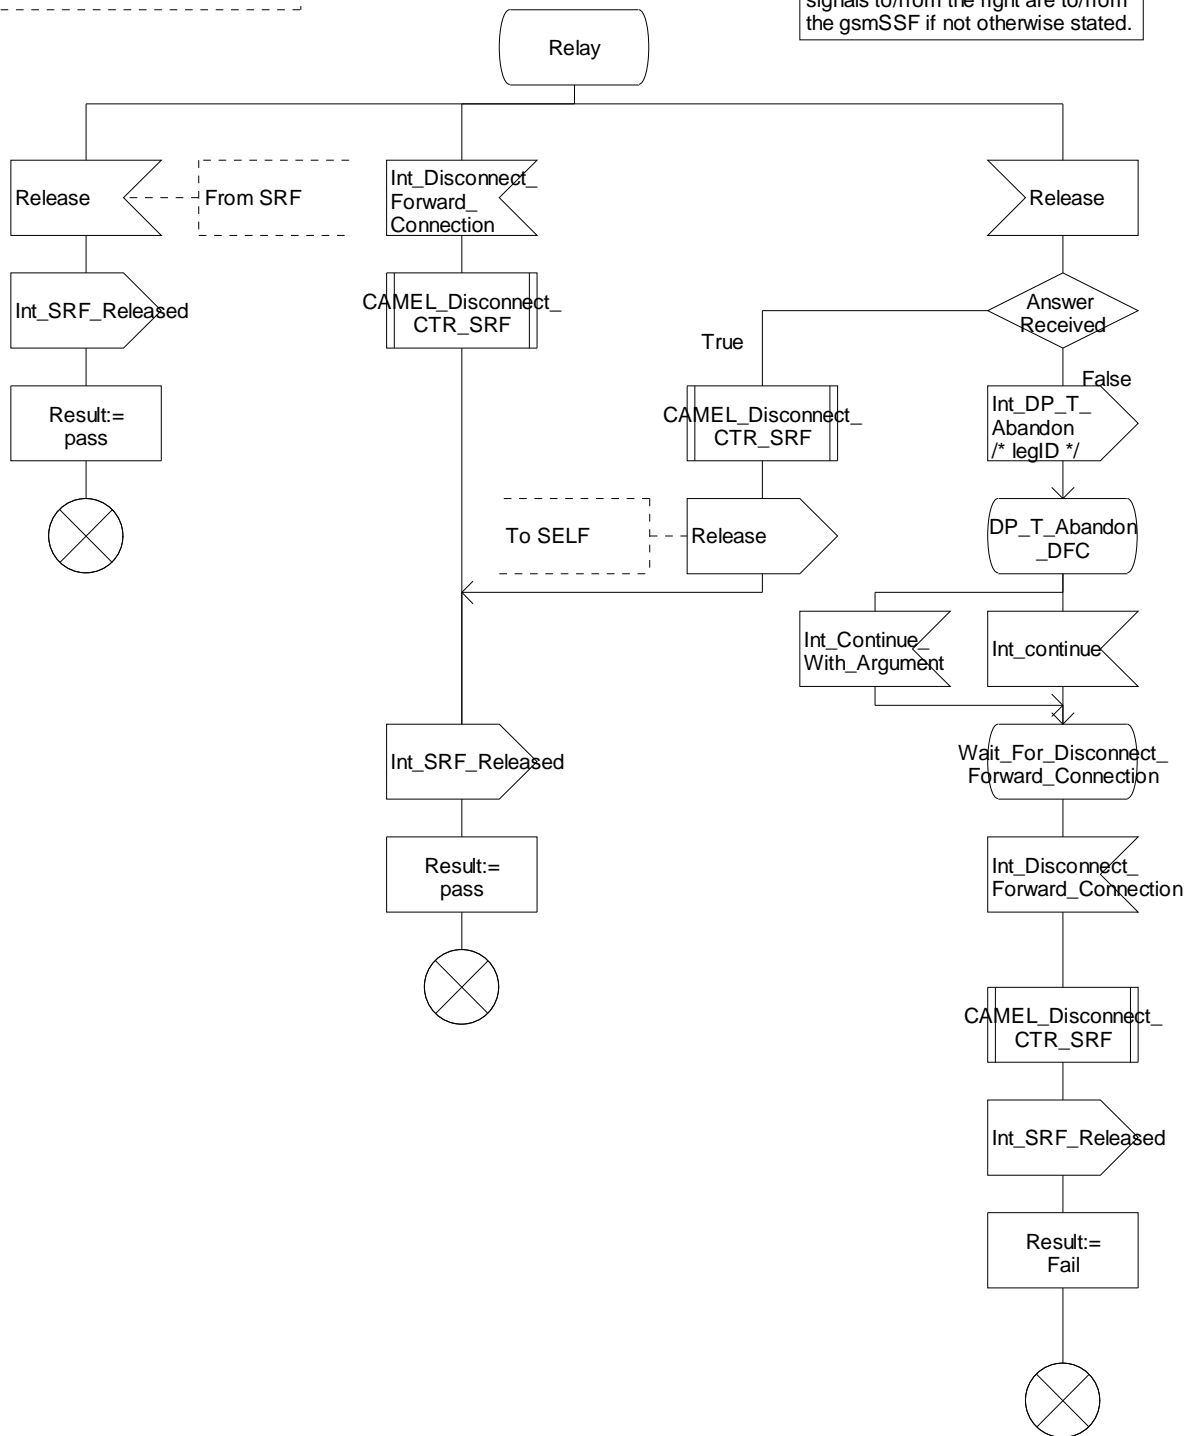 signals to/from the right are to/from
the gsmSSF if not otherwise stated.
Relay
Release
From SRF
Int_Disconnect_
Forward_
Connection
Release
Int_SRF_Released
CAMEL_Disconnect_
CTR_SRF
Answer
Received
True
False
Result:=
pass
CAMEL_Disconnect_
CTR_SRF
Int_DP_T_
Abandon
/* legID */
To SELF
Release
DP_T_Abandon
_DFC
Int_Continue_
With_Argument
Int_continue
Int_SRF_Released
Wait_For_Disconnect_
Forward_Connection
Result:=
pass
Int_Disconnect_
Forward_Connection
CAMEL_Disconnect_
CTR_SRF
Int_SRF_Released
Result:=
Fail